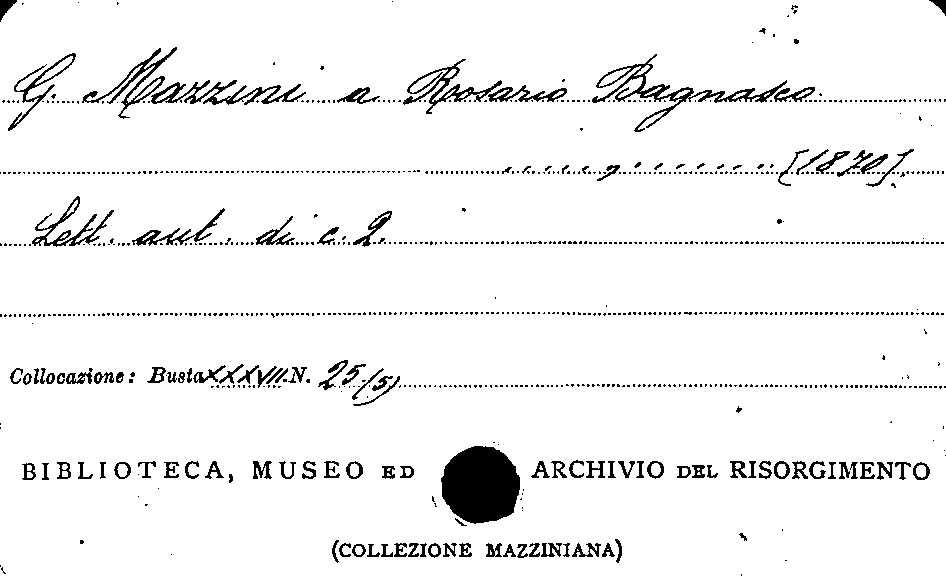 G. Mazzini a Rosario Bagnasco
....., ........ [1870].
Lett. aut. di c. 2.
Collocazione: Busta XXXVII. N. 25/(5)
BIBLIOTECA, MUSEO ED ARCHIVIO DEL RISORGIMENTO
(COLLEZIONE MAZZINIANA)